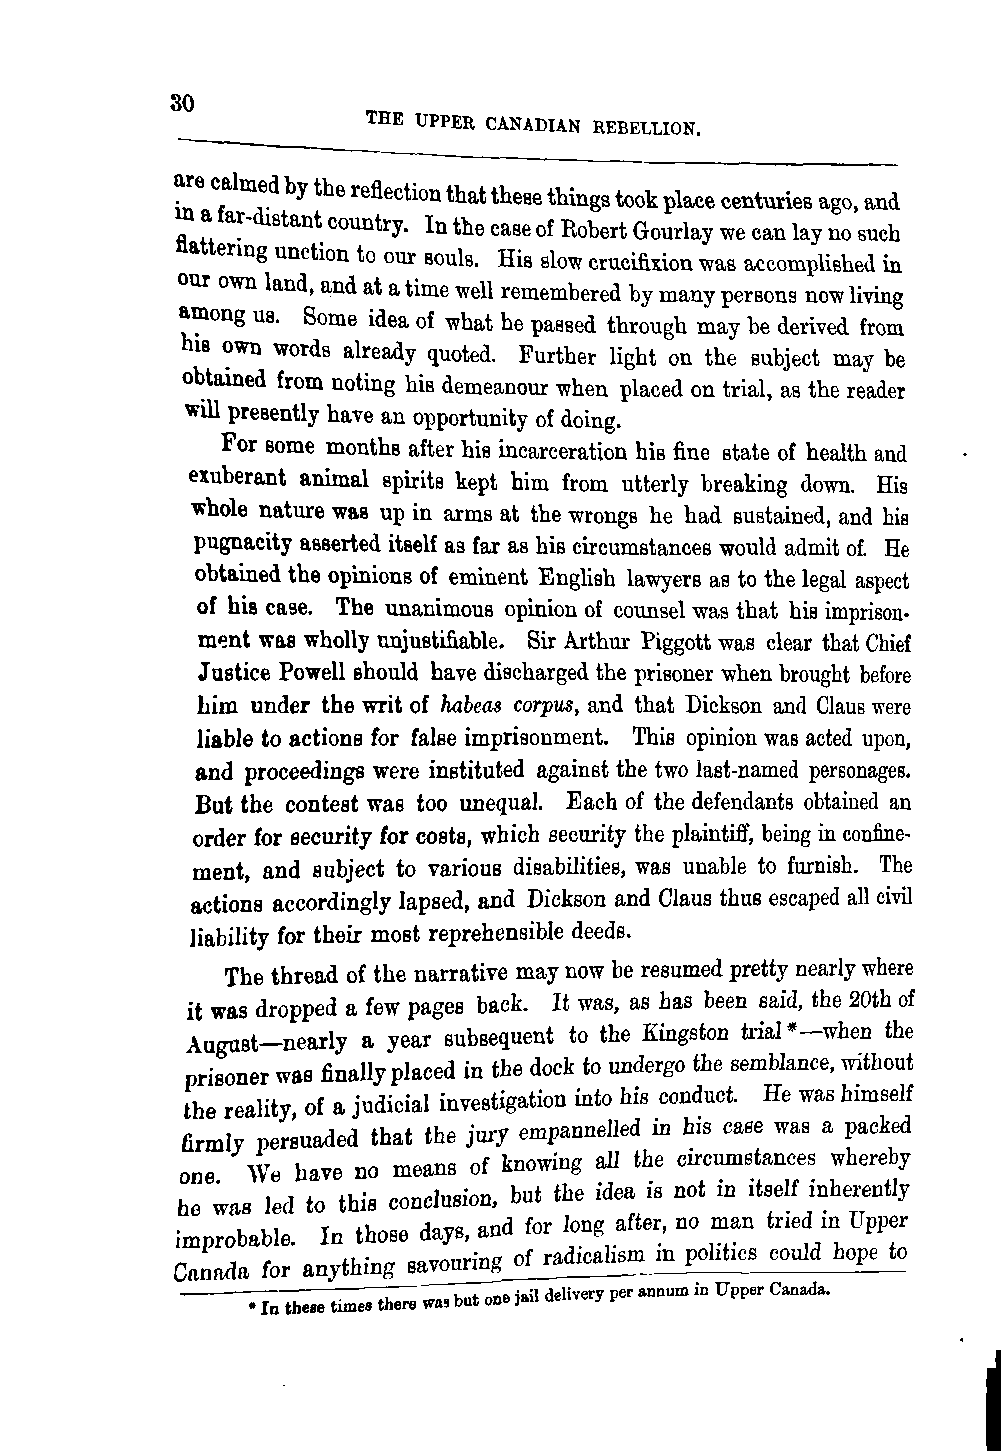 30
THE UPPER CANADIAN REBELLION.
are calmed by the reflection that these things took place centuries ago, and
in a far-distant country. In the case of Robert Gourlay we can lay no such
flattering unction to our souls. His slow crucifixion was accomplished in
our own land, and at a time well remembered by many persons now living
among us. Some idea of what he passed through may be derived from
his own words already quoted. Further light on the subject may be
obtained from noting his demeanour when placed on trial, as the reader
will presently have an opportunity of doing.
For some months after his incarceration his fine state of health and
exuberant animal spirits kept him from utterly breaking down. His
whole nature was up in arms at the wrongs he had sustained, and his
pugnacity asserted itself as far as his circumstances would admit of. He
obtained the opinions of eminent English lawyers as to the legal aspect
of his case. The unanimous opinion of counsel was that his imprison-
ment was wholly unjustifiable. Sir Arthur Piggott was clear that Chief
Justice Powell should have discharged the prisoner when brought before
him under the writ of habeas corpus, and that Dickson and Claus were
liable to actions for false imprisonment. This opinion was acted upon,
and proceedings were instituted against the two last-named personages.
But the contest was too unequal. Each of the defendants obtained an
order for security for costs, which security the plaintiff, being in confine-
ment, and subject to various disabilities, was unable to furnish. The
actions accordingly lapsed, and Dickson and Claus thus escaped all civil
liability for their most reprehensible deeds.
The thread of the narrative may now be resumed pretty nearly where
it was dropped a few pages back. It was, as has been said, the 20th of
August—nearly a year subsequent to the Kingston trial*—when the
prisoner was finally placed in the dock to undergo the semblance, without
the reality, of a judicial investigation into his conduct. He was himself
firmly persuaded that the jury empannelled in his case was a packed
one. We have no means of knowing all the circumstances whereby
he was led to this conclusion, but the idea is not in itself inherently
improbable. In those days, and for long after, no man tried in Upper
Canada for anything savouring of radicalism in politics could hope to
* In these times there was but one jail delivery per annum in Upper Canada.